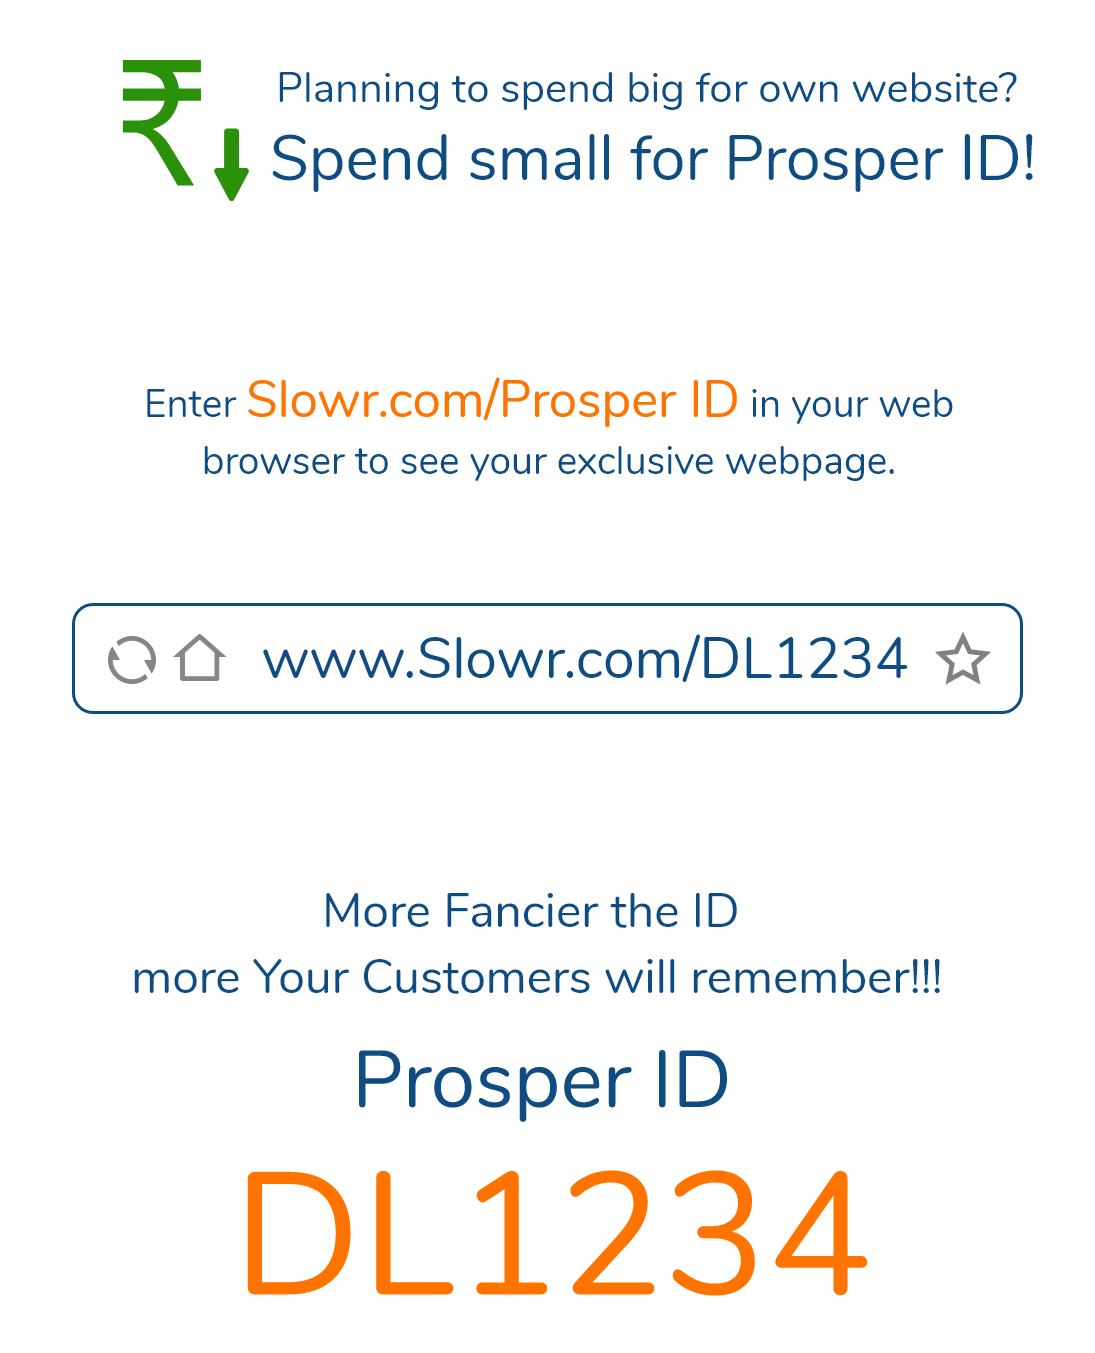 ₹
Planning to spend big for own website?
Spend small for Prosper ID!
Enter Slowr.com/Prosper ID in your web
browser to see your exclusive webpage.
www.Slowr.com/DL1234
More Fancier the ID
more Your Customers will remember!!!
Prosper ID
DL1234